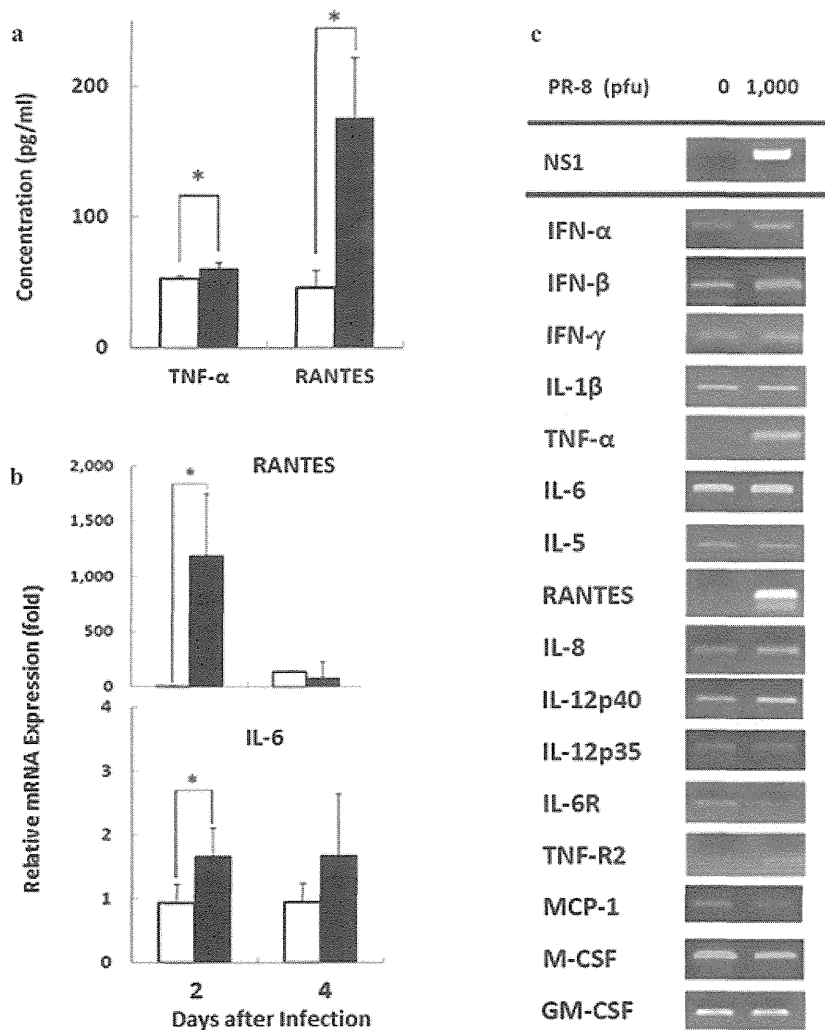 a
*
*
200
100
0
Concentration (pg/ml)
TNF-α
RANTES
b
RANTES
2,000
1,500
1,000
500
0
*
IL-6
4
3
2
1
0
*
Relative mRNA Expression (fold)
2
4
Days after Infection
c
PR-8 (pfu)
0
1,000
NS1
IFN-α
IFN-β
IFN-γ
IL-1β
TNF-α
IL-6
IL-5
RANTES
IL-8
IL-12p40
IL-12p35
IL-6R
TNF-R2
MCP-1
M-CSF
GM-CSF